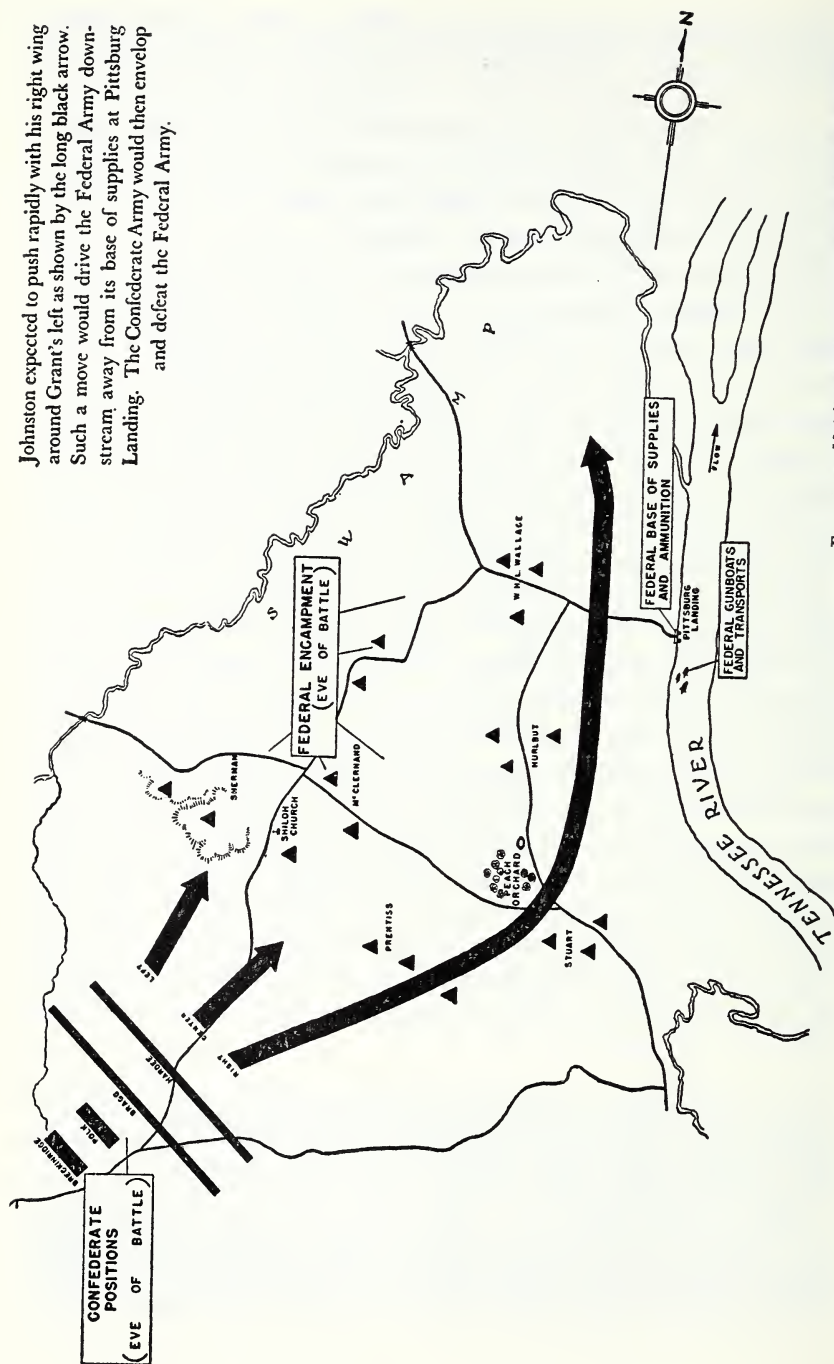 Johnston expected to push rapidly with his right wing
around Grant's left as shown by the long black arrow.
Such a move would drive the Federal Army down-
stream away from its base of supplies at Pittsburg
Landing. The Confederate Army would then envelop
and defeat the Federal Army.
N
CONFEDERATE
POSITIONS
(EVE OF BATTLE)
BRECKINRIDGE
POLK
BRAGG
HARDEE
LEFT
CENTER
RIGHT
SHERMAN
SHILOH
CHURCH
FEDERAL ENCAMPMENT
(EVE OF BATTLE)
McCLERNAND
PRENTISS
PEACH
ORCHARD
STUART
HURLBUT
W.H.L. WALLACE
S W A M P
FEDERAL BASE OF SUPPLIES
AND AMMUNITION
PITTSBURG
LANDING
FEDERAL GUNBOATS
AND TRANSPORTS
FLOW
TENNESSEE RIVER